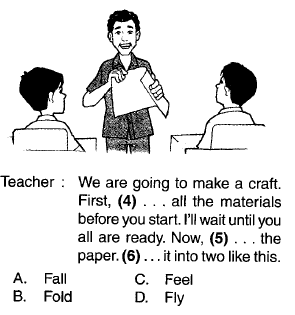 Teacher : We are going to make a craft.
First, (4) . . . all the materials
before you start. I'll wait until you
all are ready. Now, (5) . . . the
paper. (6) . . . it into two like this.
A. Fall C. Feel
B. Fold D. Fly